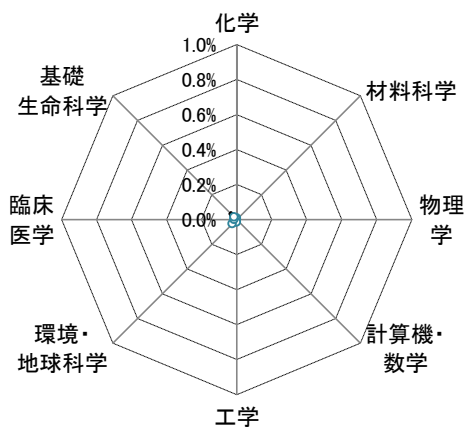 化学
1.0%
0.8%
0.6%
0.4%
0.2%
0.0%
材料科学
物理
学
計算機・
数学
工学
環境・
地球科学
臨床
医学
基礎
生命科学